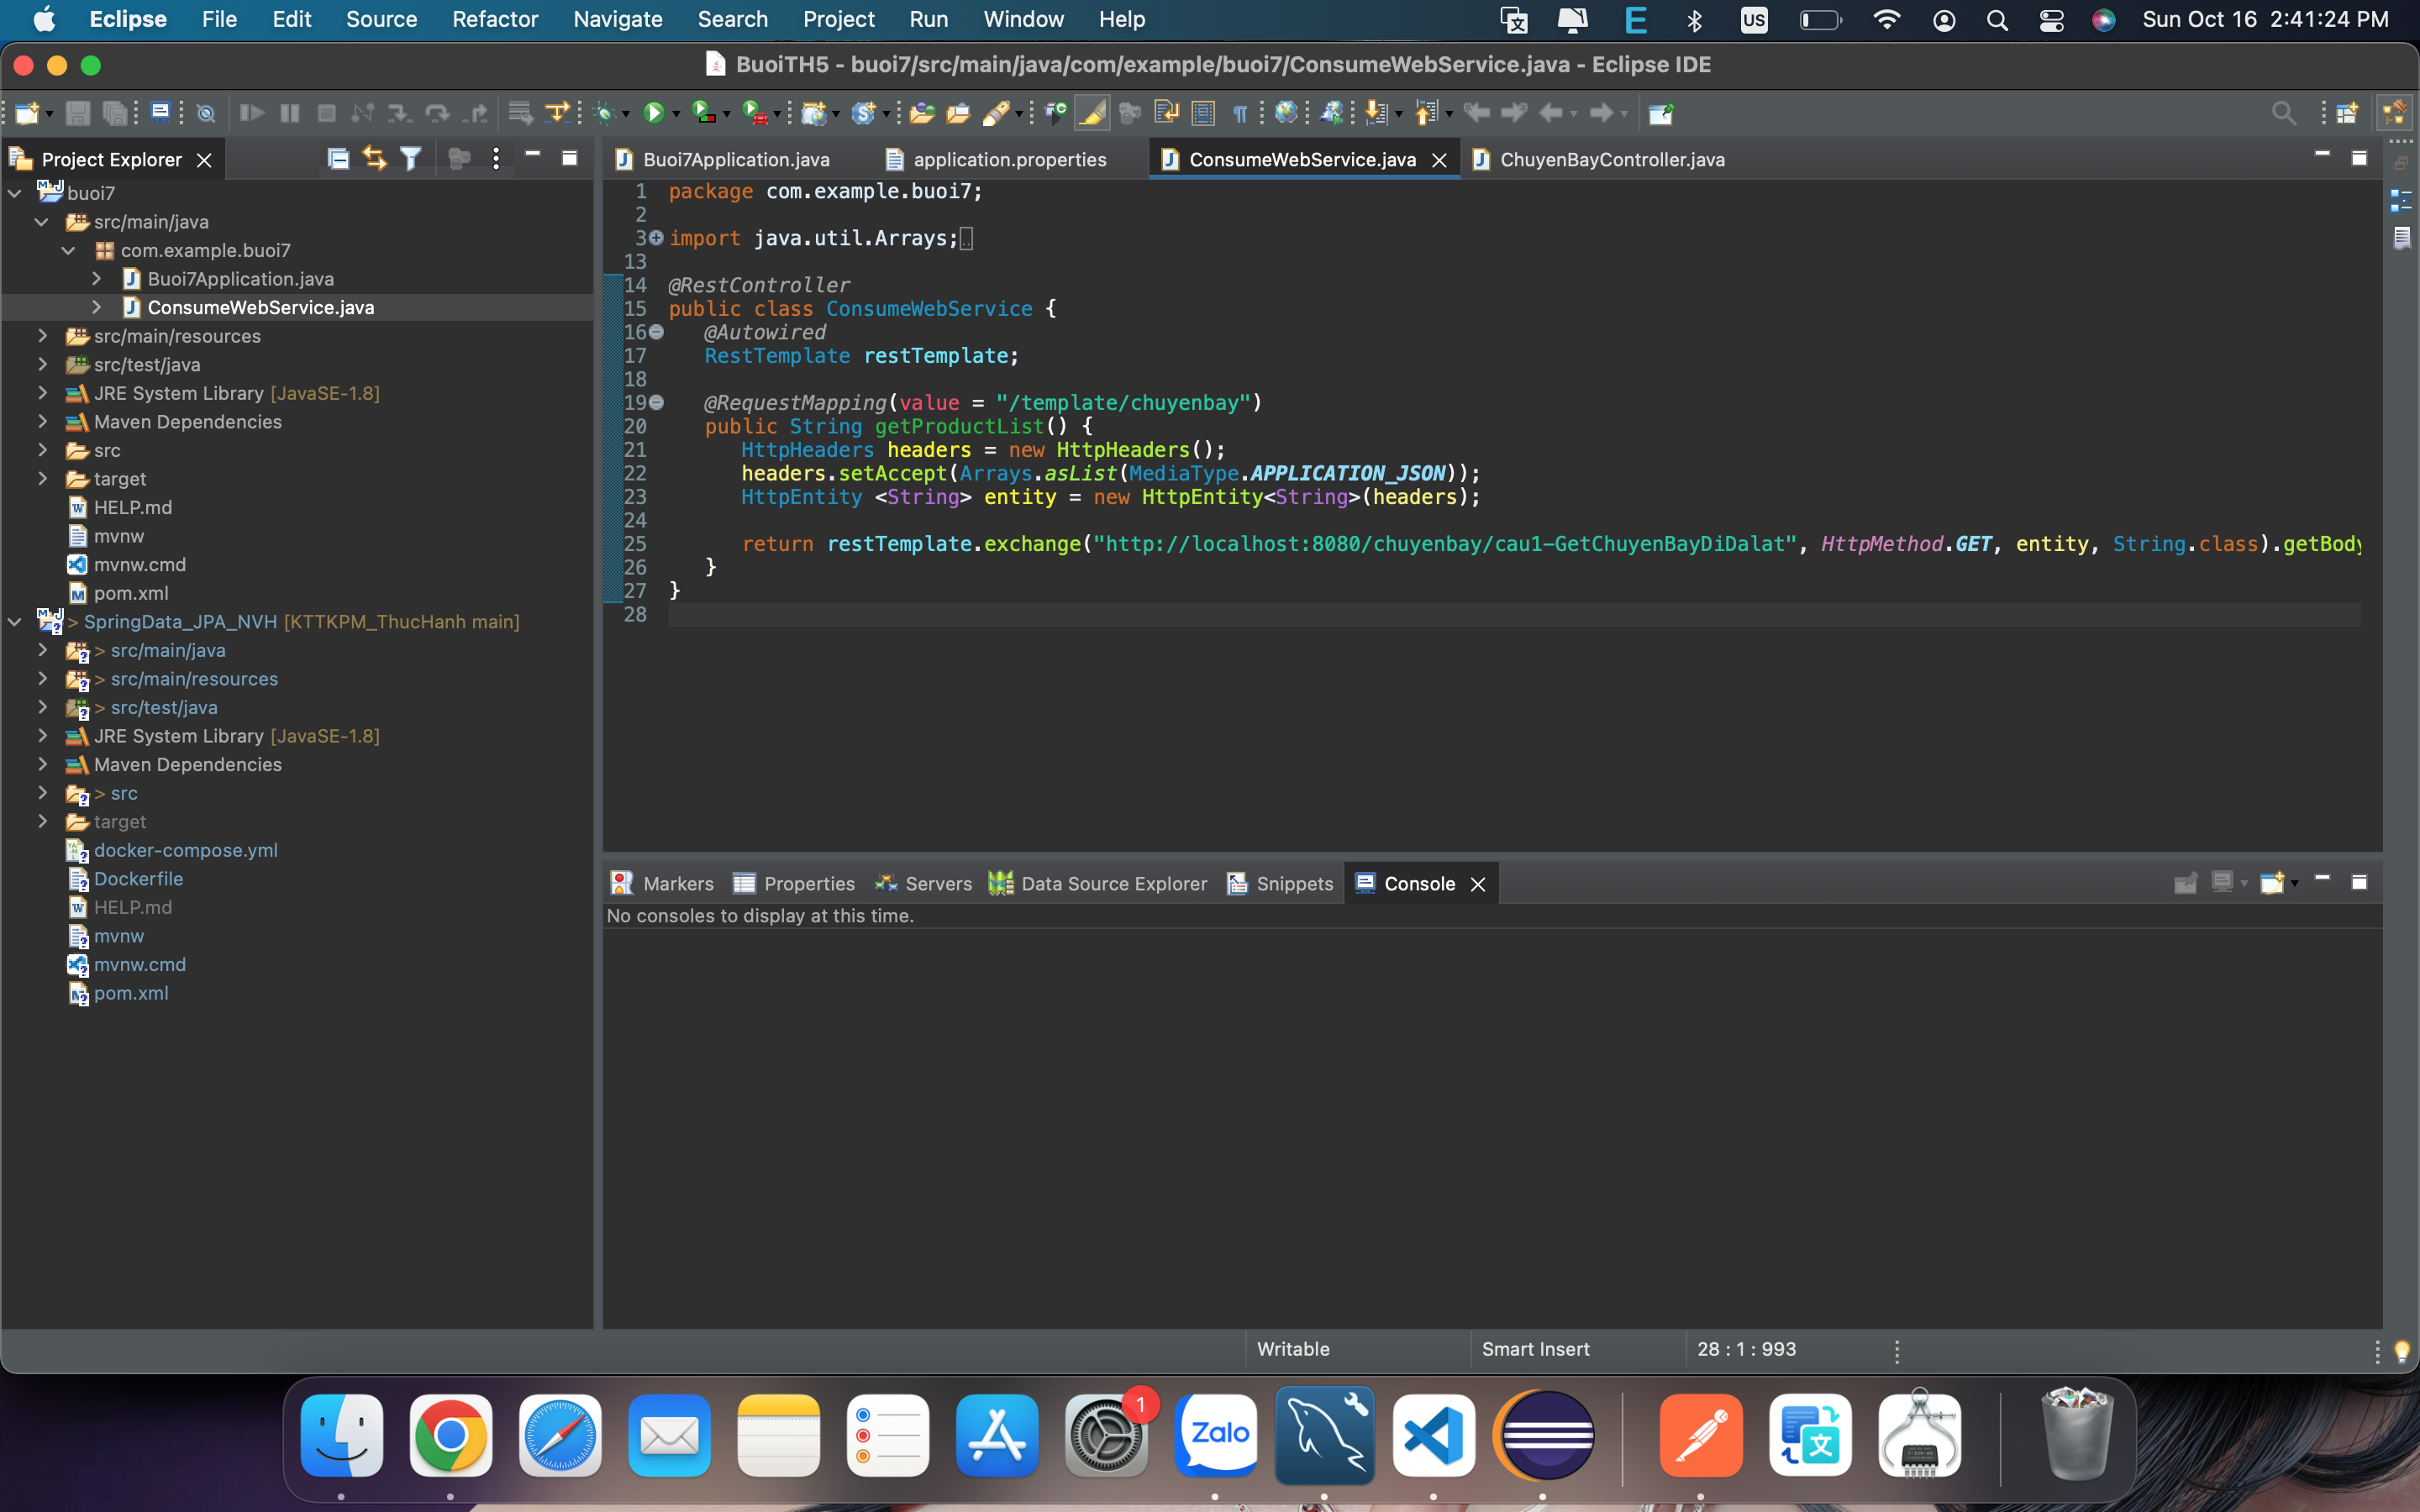 Eclipse File Edit Source Refactor Navigate Search Project Run Window Help
US
Sun Oct 16 2:41:24 PM
BuoiTH5 - buoi7/src/main/java/com/example/buoi7/ConsumeWebService.java - Eclipse IDE
Project Explorer
buoi7
src/main/java
com.example.buoi7
Buoi7Application.java
ConsumeWebService.java
src/main/resources
src/test/java
JRE System Library [JavaSE-1.8]
Maven Dependencies
src
target
HELP.md
mvnw
mvnw.cmd
pom.xml
> SpringData_JPA_NVH [KTTKPM_ThucHanh main]
> src/main/java
> src/main/resources
> src/test/java
JRE System Library [JavaSE-1.8]
Maven Dependencies
> src
target
docker-compose.yml
Dockerfile
HELP.md
mvnw
mvnw.cmd
pom.xml
Buoi7Application.java application.properties ConsumeWebService.java ChuyenBayController.java
1 package com.example.buoi7;
2
3 import java.util.Arrays;
13
14 @RestController
15 public class ConsumeWebService {
16 @Autowired
17 RestTemplate restTemplate;
18
19 @RequestMapping(value = "/template/chuyenbay")
20 public String getProductList() {
21 HttpHeaders headers = new HttpHeaders();
22 headers.setAccept(Arrays.asList(MediaType.APPLICATION_JSON));
23 HttpEntity <String> entity = new HttpEntity<String>(headers);
24
25 return restTemplate.exchange("http://localhost:8080/chuyenbay/cau1-GetChuyenBayDiDalat", HttpMethod.GET, entity, String.class).getBody
26 }
27 }
28
Markers Properties Servers Data Source Explorer Snippets Console
No consoles to display at this time.
Writable Smart Insert 28 : 1 : 993
1
Zalo